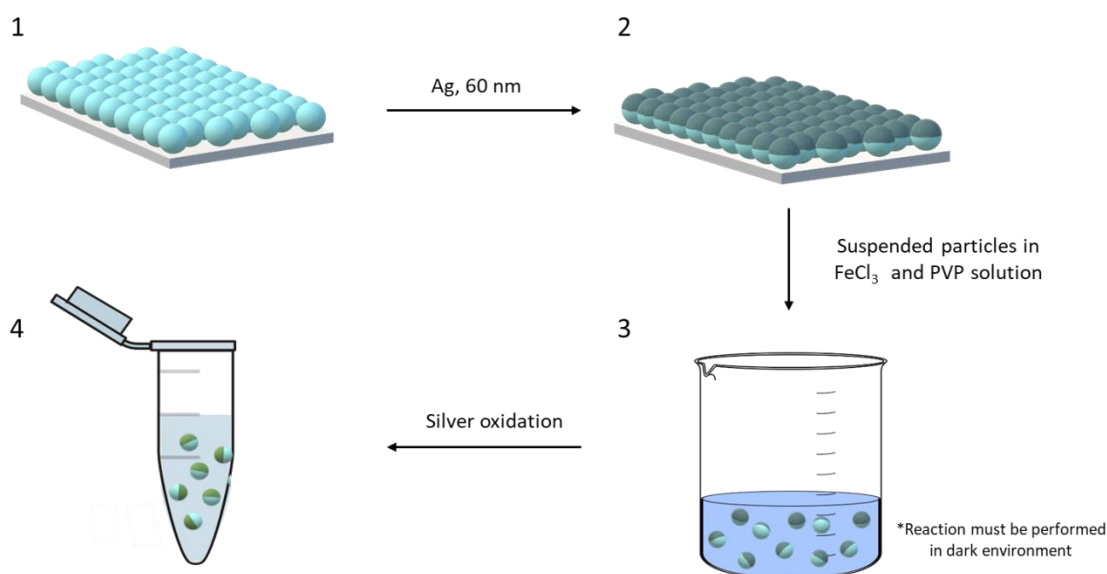 1
Ag, 60 nm
2
Suspended particles in
FeCl₃ and PVP solution
3
*Reaction must be performed
in dark environment
Silver oxidation
4